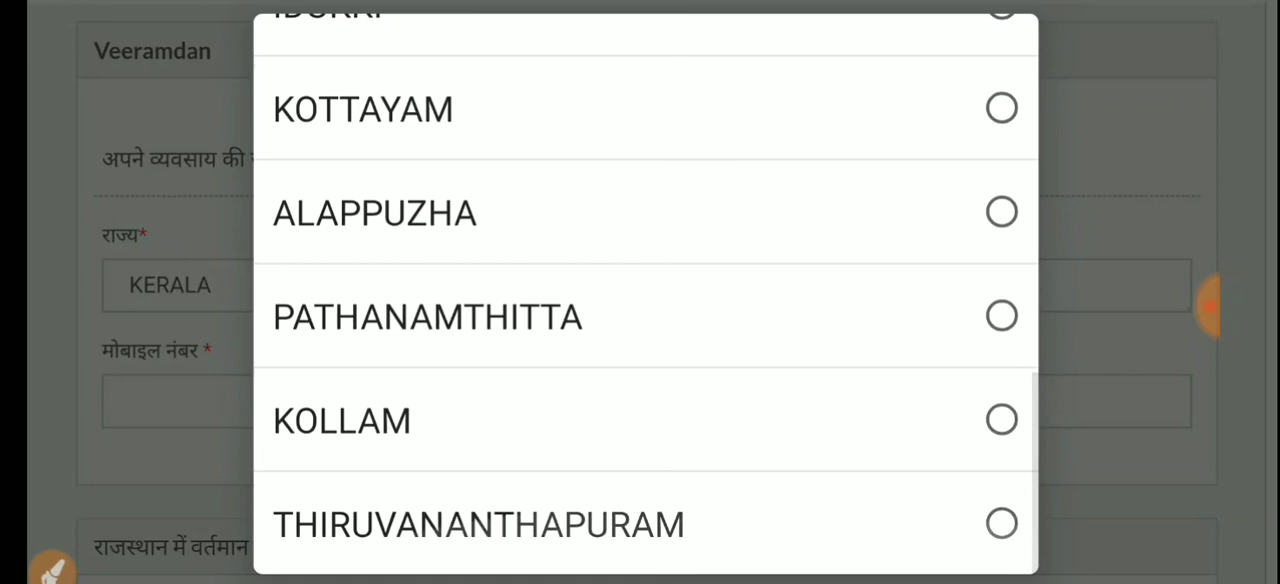 Veeramdan
अपने व्यवसाय की
राज्य*
KERALA
मोबाइल नंबर *
राजस्थान में वर्तमान
KOTTAYAM
ALAPPUZHA
PATHANAMTHITTA
KOLLAM
THIRUVANANTHAPURAM